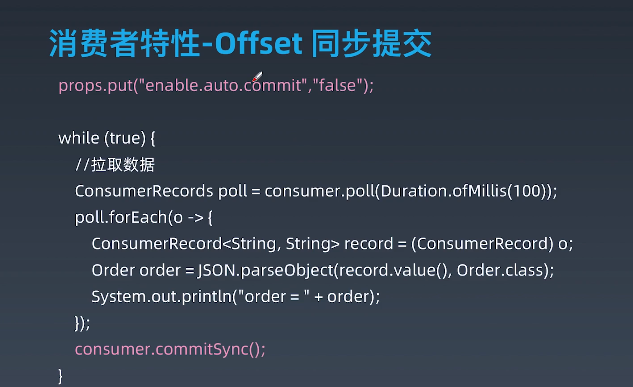 消费者特性-Offset 同步提交
props.put("enable.auto.commit","false");
while (true) {
//拉取数据
ConsumerRecords poll = consumer.poll(Duration.ofMillis(100));
poll.forEach(o -> {
ConsumerRecord<String, String> record = (ConsumerRecord) o;
Order order = JSON.parseObject(record.value(), Order.class);
System.out.println("order = " + order);
});
consumer.commitSync();
}